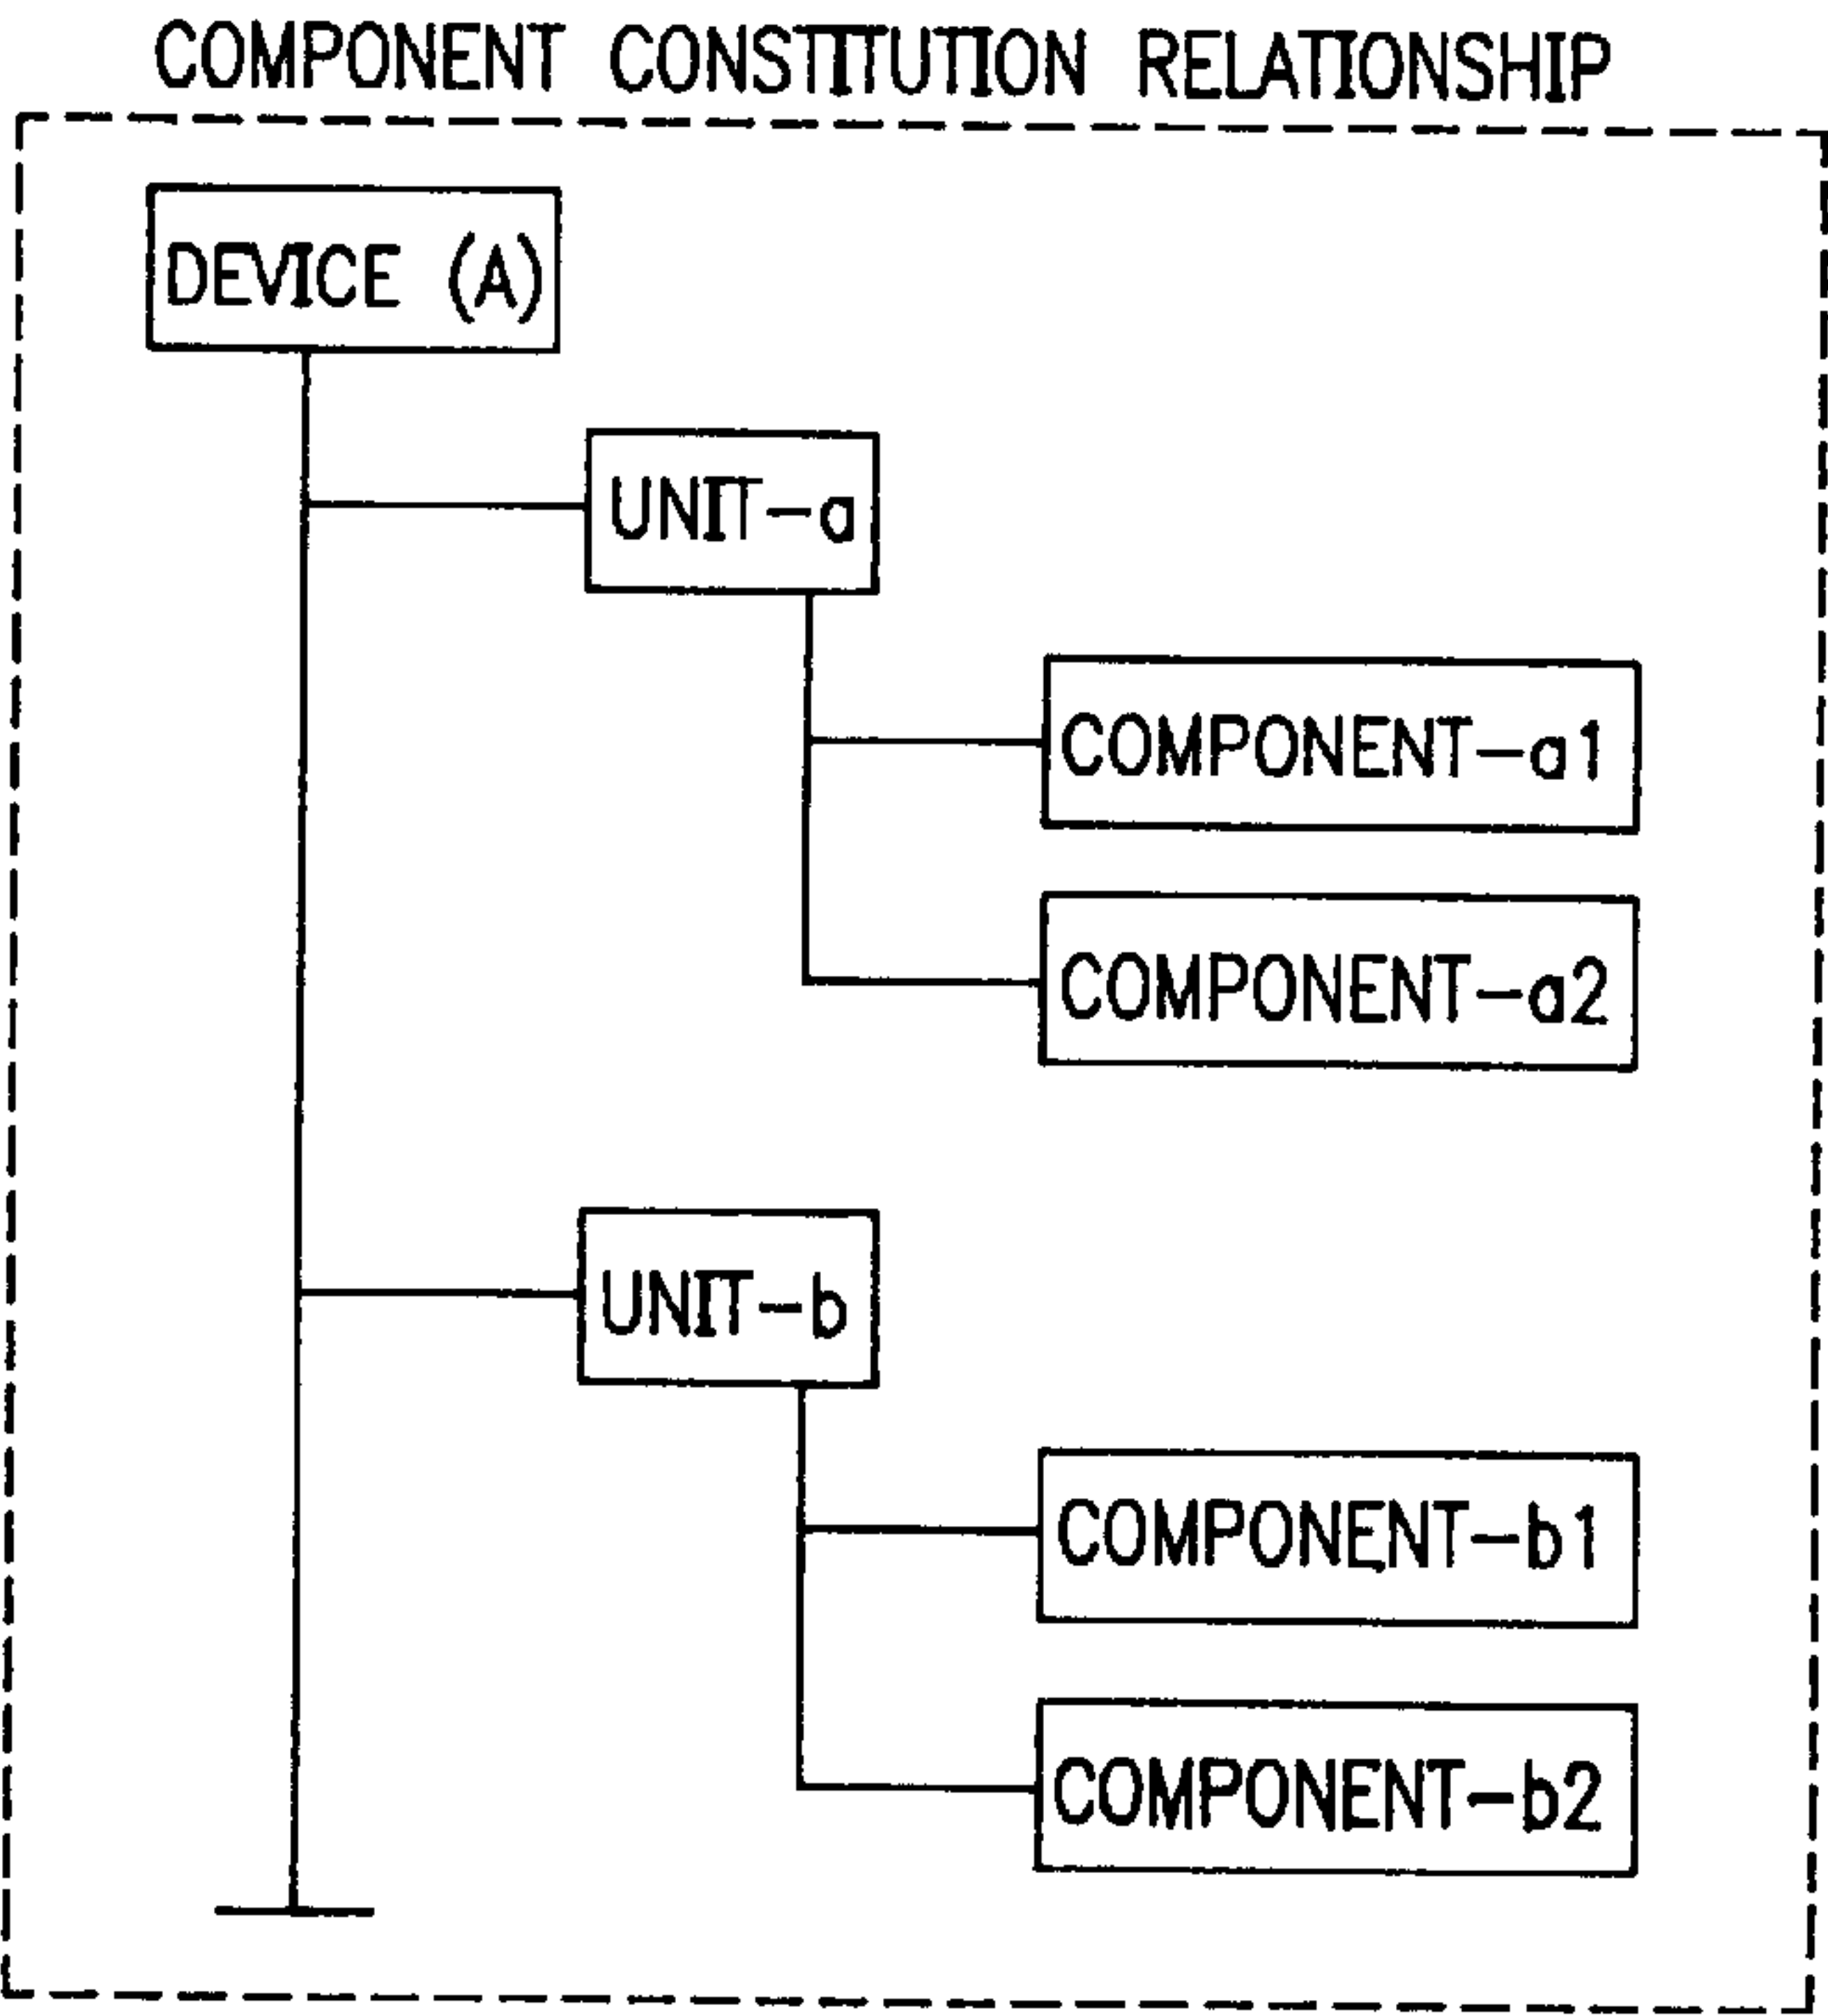 COMPONENT CONSTITUTION RELATIONSHIP
DEVICE (A)
UNIT-a
COMPONENT-a1
COMPONENT-a2
UNIT-b
COMPONENT-b1
COMPONENT-b2